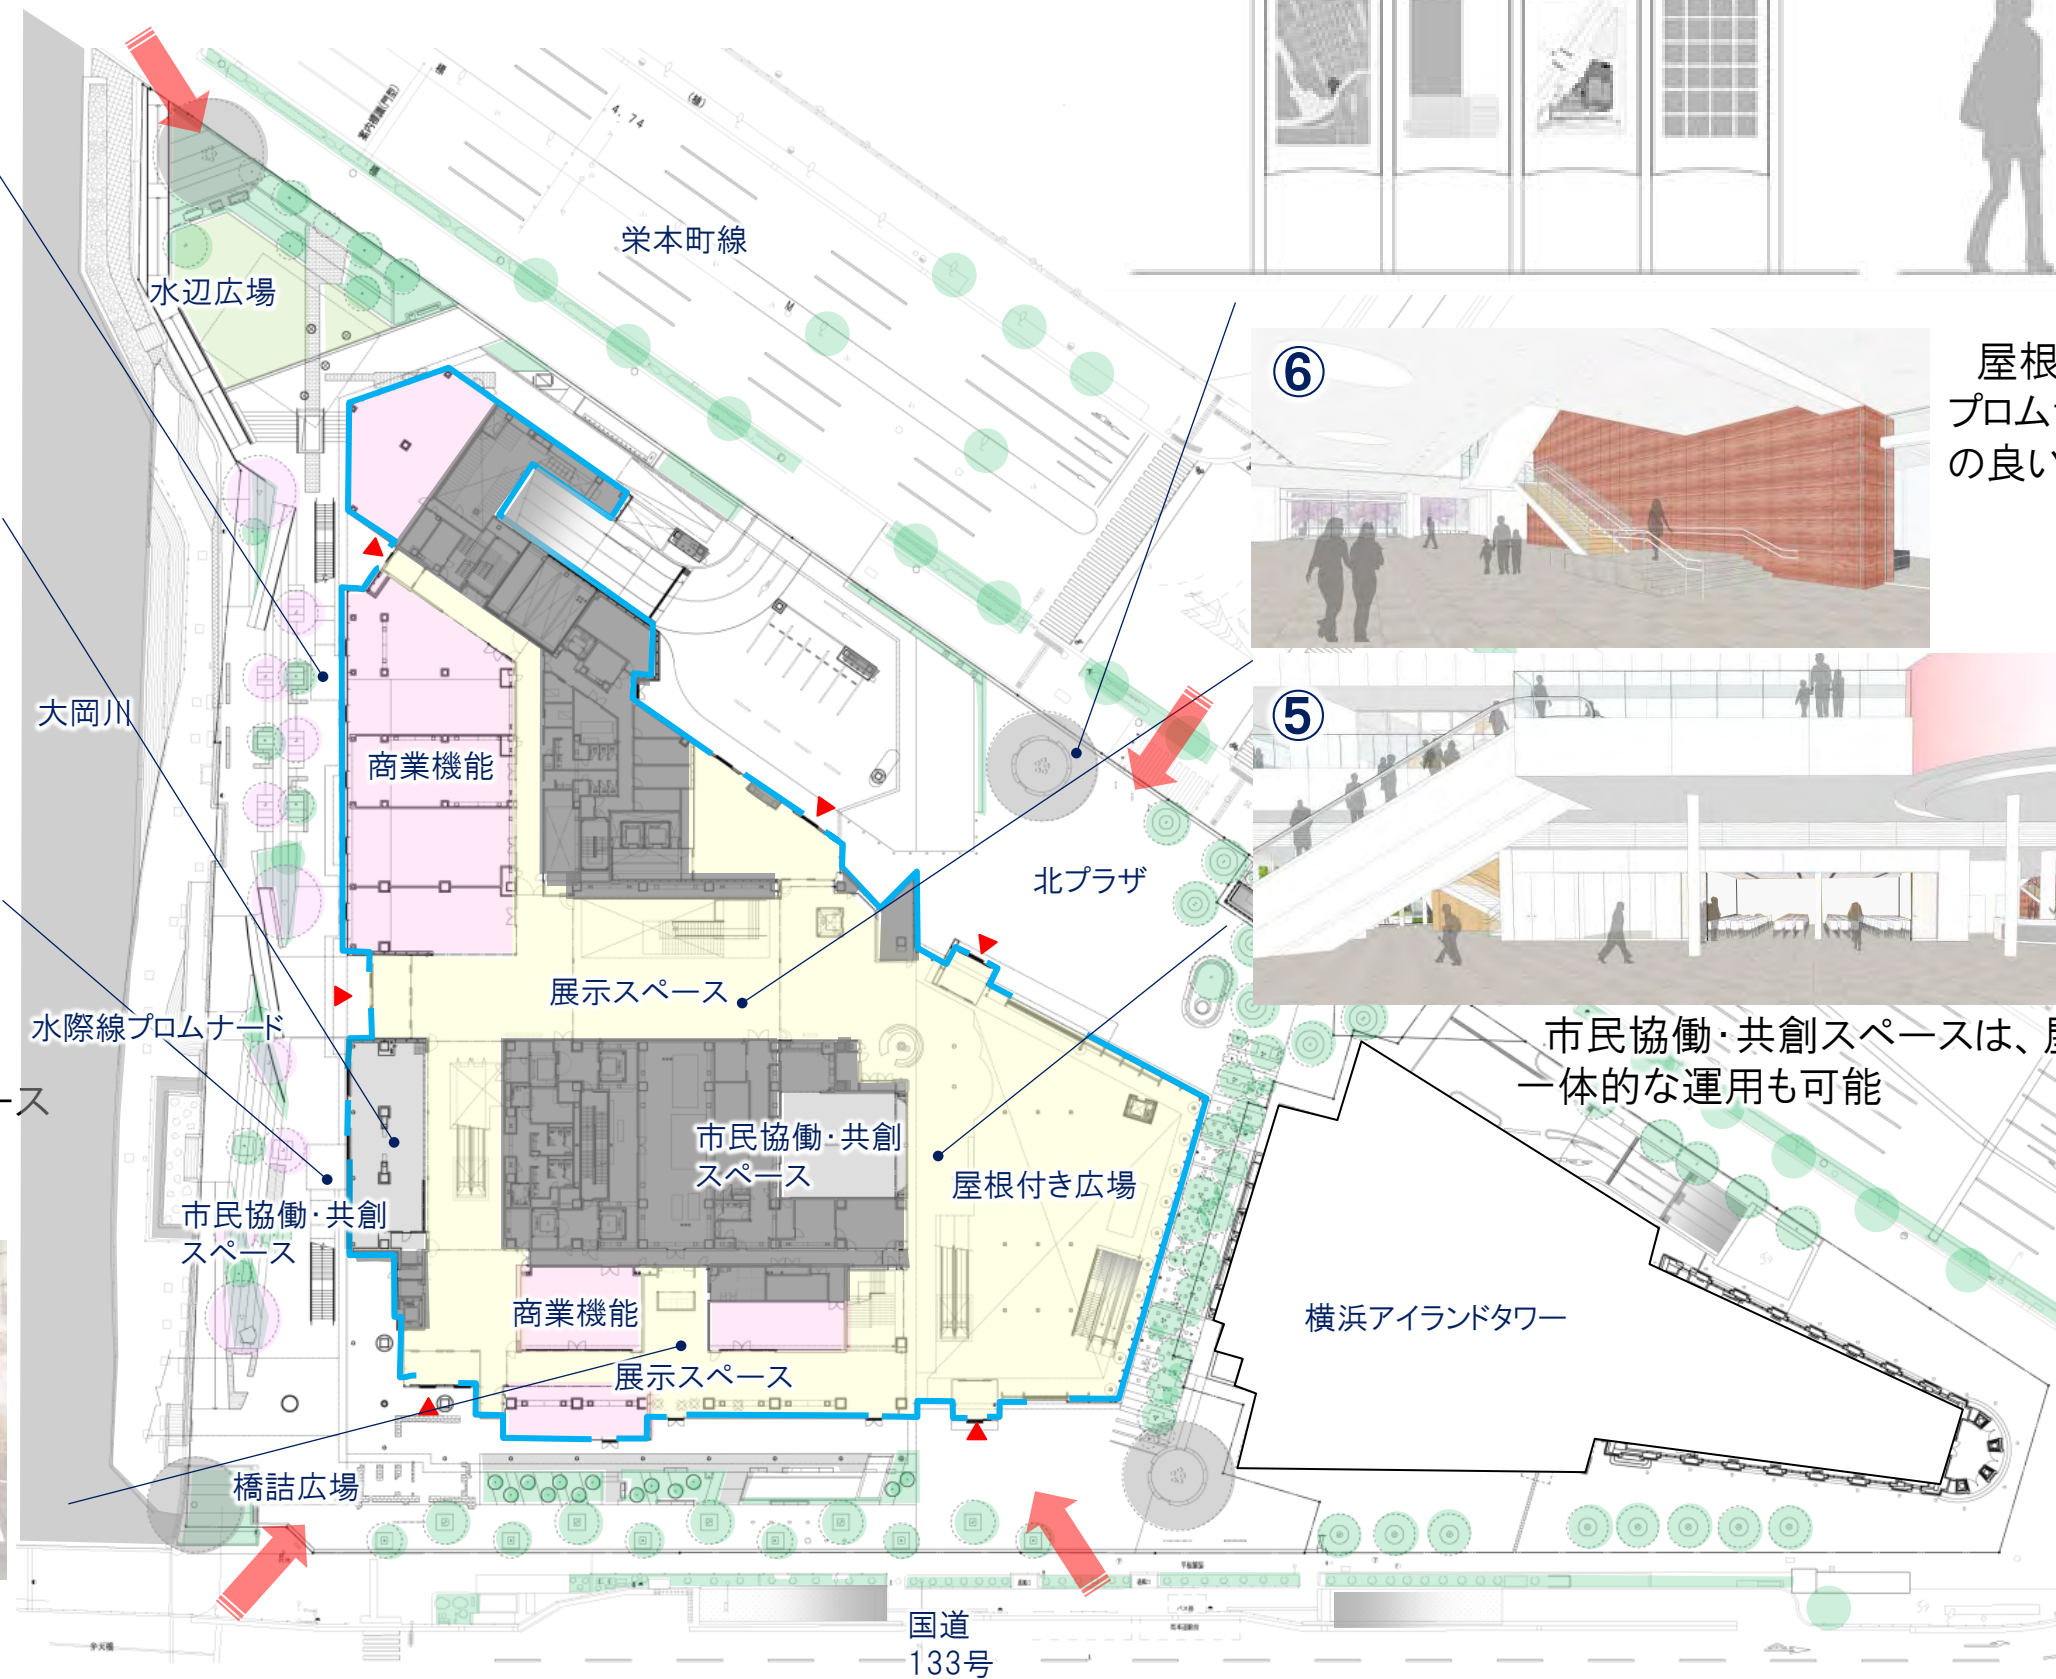 栄本町線
4.74
水辺広場
⑥
屋根
プロム
の良い
大岡川
商業機能
⑤
北プラザ
展示スペース
水際線プロムナード
市民協働・共創スペースは、
一体的な運用も可能
ース
市民協働・共創
スペース
屋根付き広場
市民協働・共創
スペース
商業機能
展示スペース
横浜アイランドタワー
橋詰広場
国道
133号
弁天橋